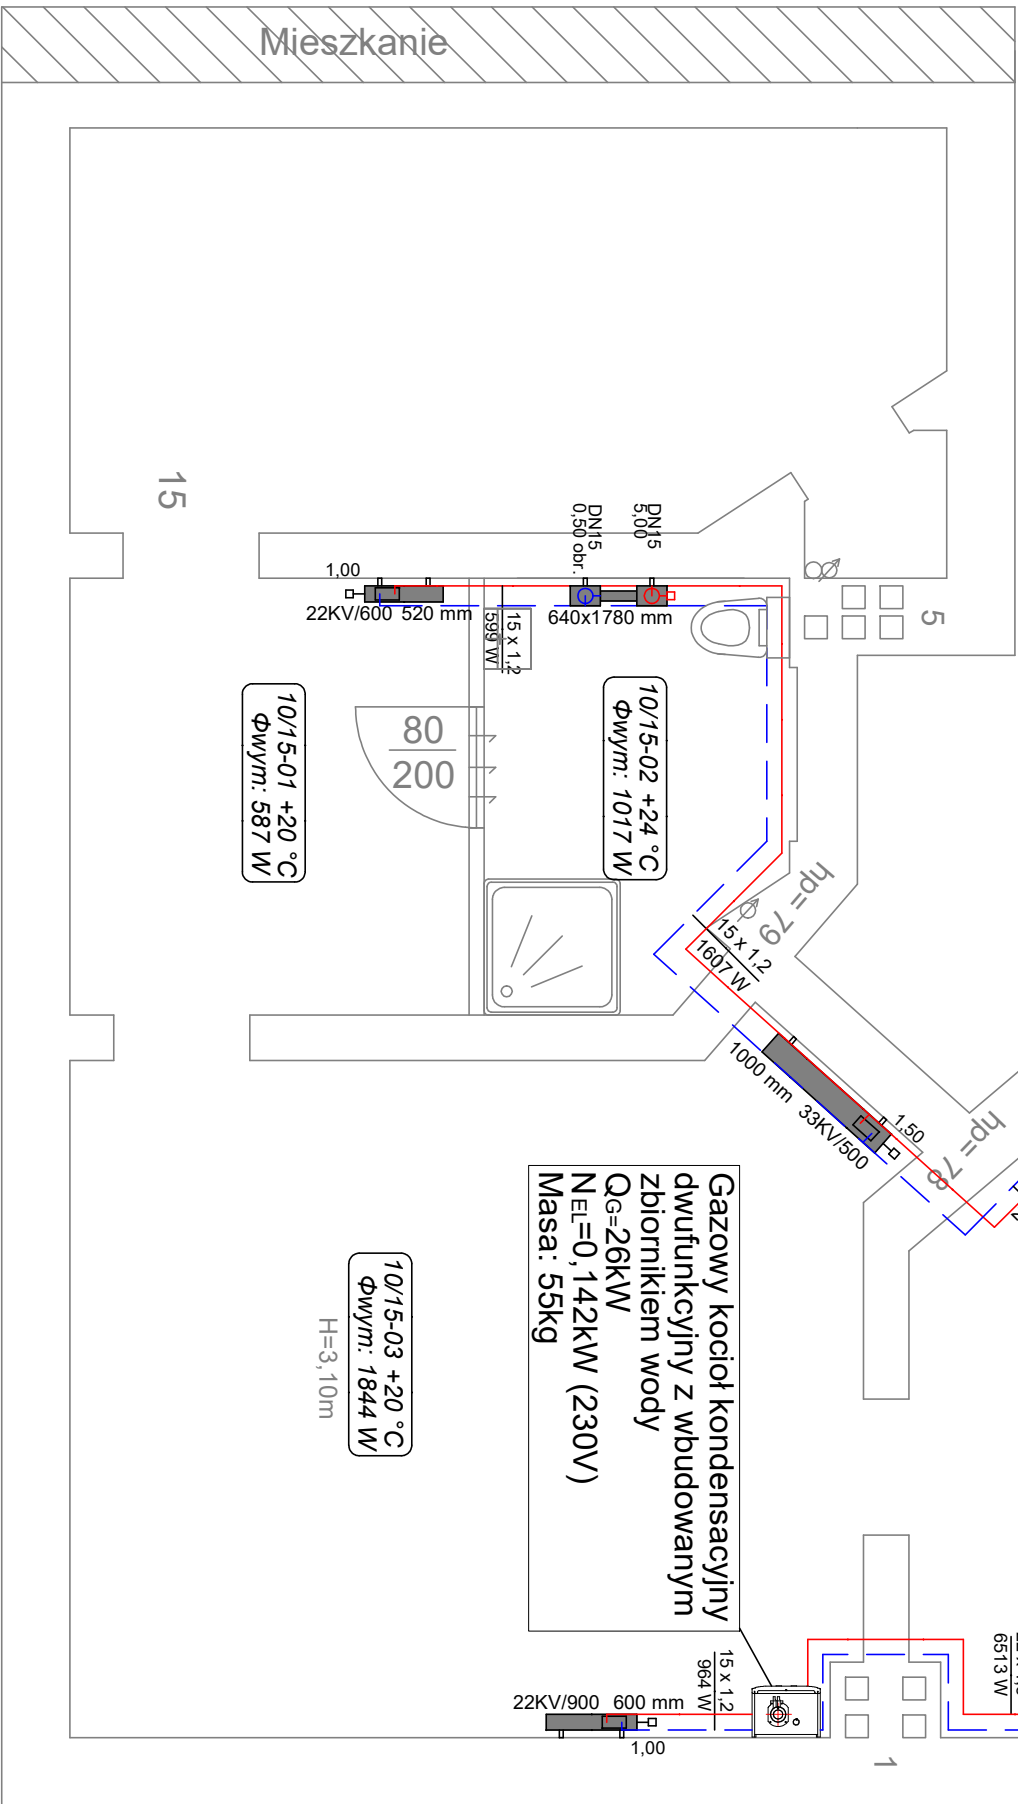 Mieszkanie
15
DN15
5,00
DN15
0,50 obr.
1,00
22KV/600 520 mm
15 x 1,2
599 W
640x1780 mm
5
10/15-01 +20 °C
Φwym: 587 W
80
200
10/15-02 +24 °C
Φwym: 1017 W
hp= 79
15 x 1,2
1607 W
1000 mm 33KV/500
1,50
hp= 78
Gazowy kocioł kondensacyjny
dwufunkcyjny z wbudowanym
zbiornikiem wody
QG=26kW
NEL=0,142kW (230V)
Masa: 55kg
10/15-03 +20 °C
Φwym: 1844 W
H=3,10m
6513 W
15 x 1,2
964 W
22KV/900 600 mm
1,00
1